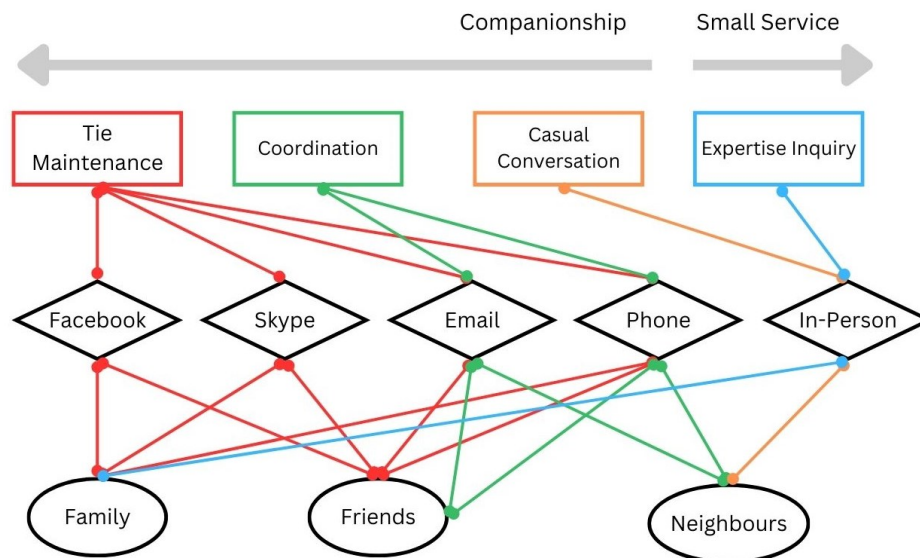 Companionship
Small Service
Tie
Maintenance
Coordination
Casual
Conversation
Expertise Inquiry
Facebook
Skype
Email
Phone
In-Person
Family
Friends
Neighbours